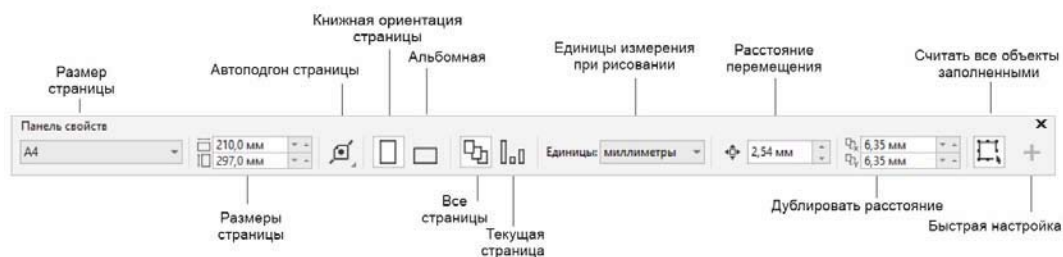 Книжная ориентация
страницы
Размер
страницы
Автоподгон страницы
Альбомная
Единицы измерения
при рисовании
Расстояние
перемещения
Считать все объекты
заполненными
Панель свойств
A4
210,0 мм
297,0 мм
Единицы: миллиметры
2,54 мм
6,35 мм
6,35 мм
Размеры
страницы
Все
страницы
Текущая
страница
Дублировать расстояние
Быстрая настройка